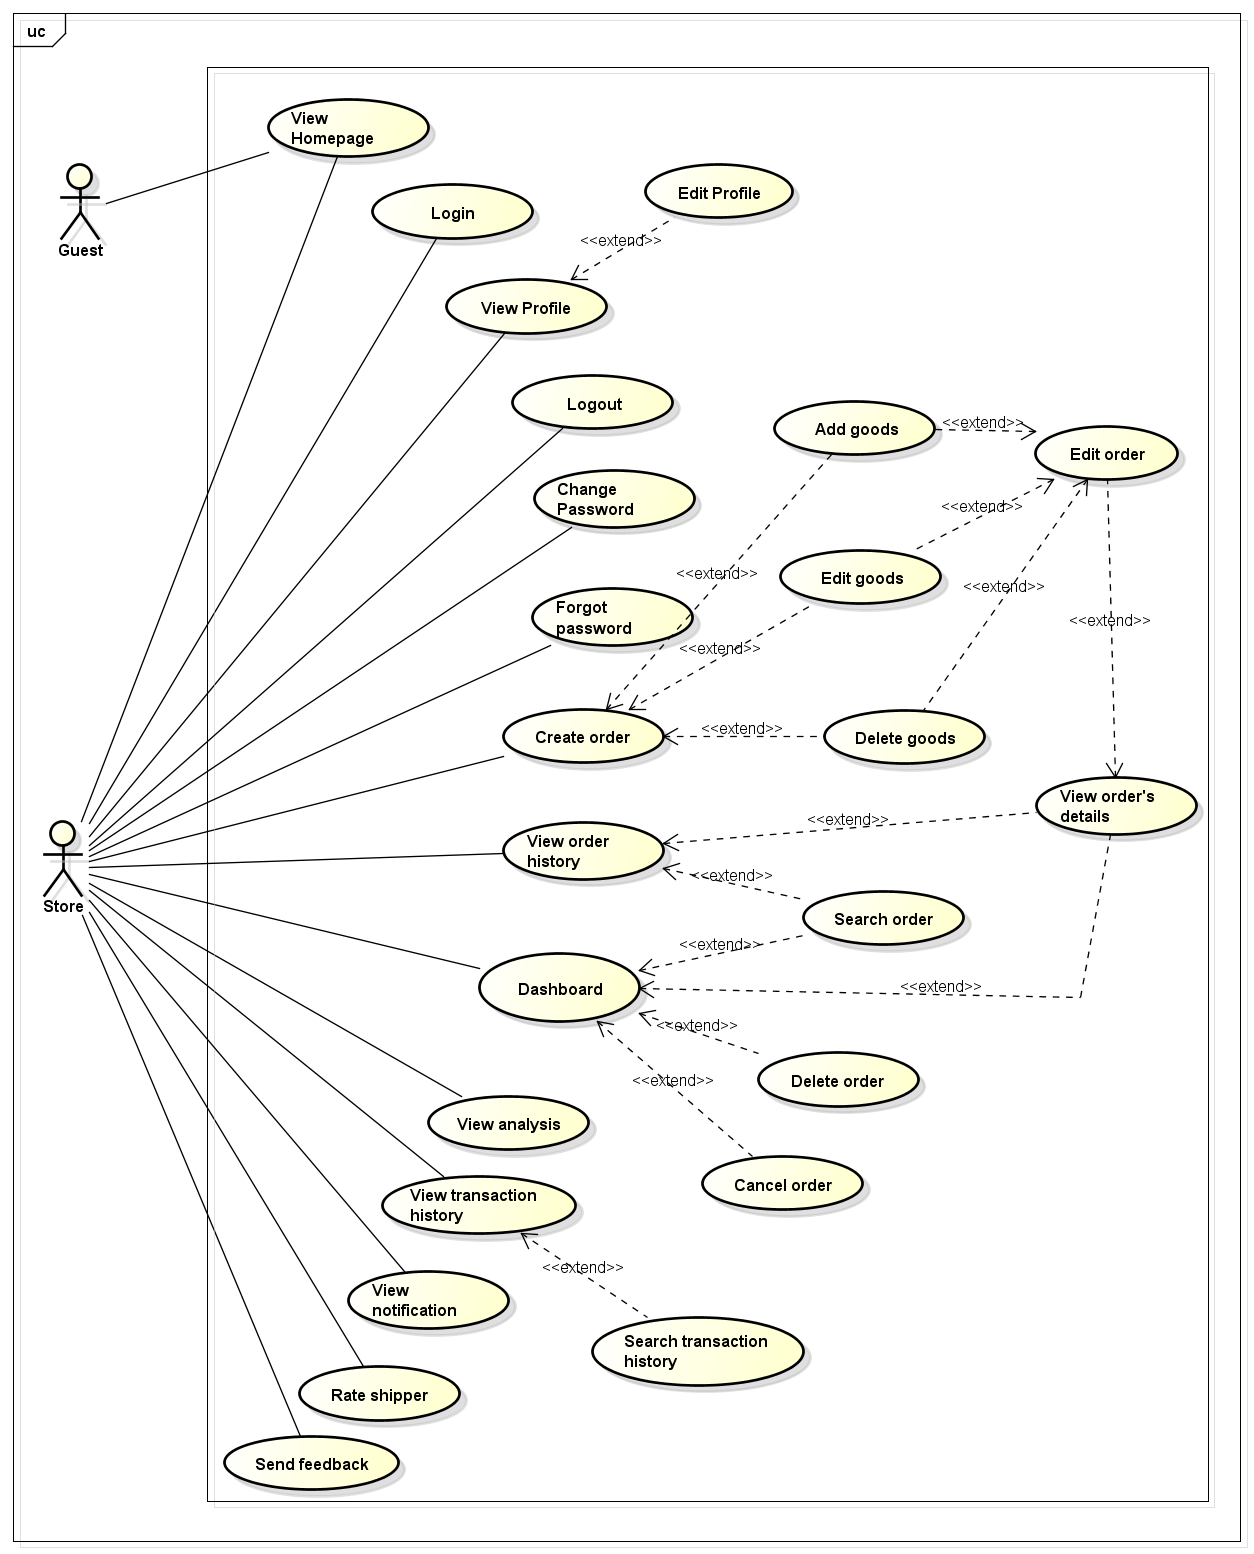 uc
View
Homepage
Guest
Login
Edit Profile
<<extend>>
View Profile
Logout
Add goods
<<extend>>
Edit order
Change
Password
<<extend>>
<<extend>>
Edit goods
<<extend>>
Forgot
password
<<extend>>
<<extend>>
Create order
<<extend>>
Delete goods
View order's
details
<<extend>>
View order
history
Store
<<extend>>
Search order
<<extend>>
Dashboard
<<extend>>
<<extend>>
<<extend>>
Delete order
View analysis
Cancel order
View transaction
history
<<extend>>
View
notification
Search transaction
history
Rate shipper
Send feedback